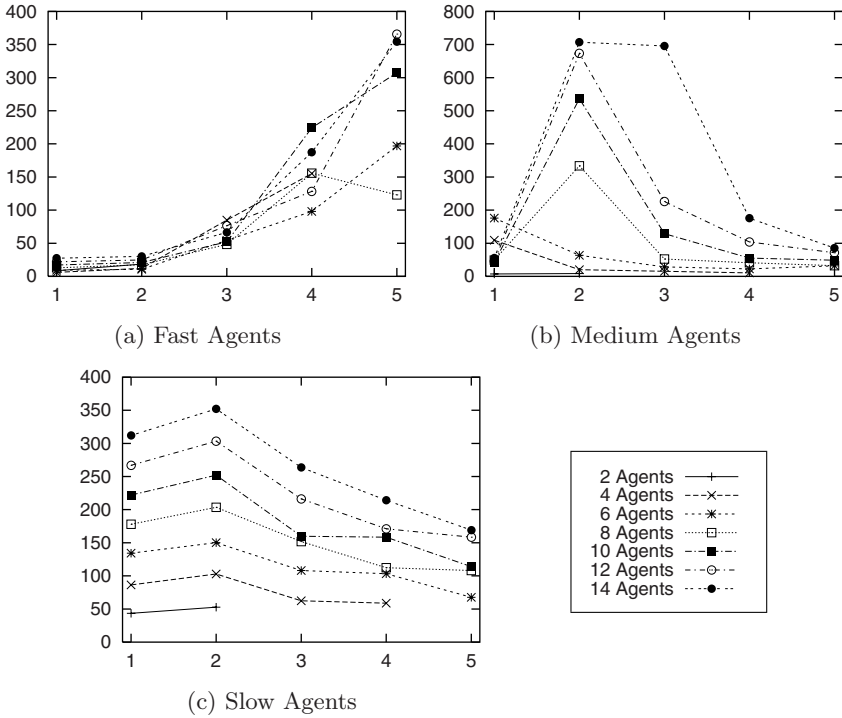 400
350
300
250
200
150
100
50
0
1 2 3 4 5
(a) Fast Agents
800
700
600
500
400
300
200
100
0
1 2 3 4 5
(b) Medium Agents
400
350
300
250
200
150
100
50
0
1 2 3 4 5
(c) Slow Agents
2 Agents
4 Agents
6 Agents
8 Agents
10 Agents
12 Agents
14 Agents